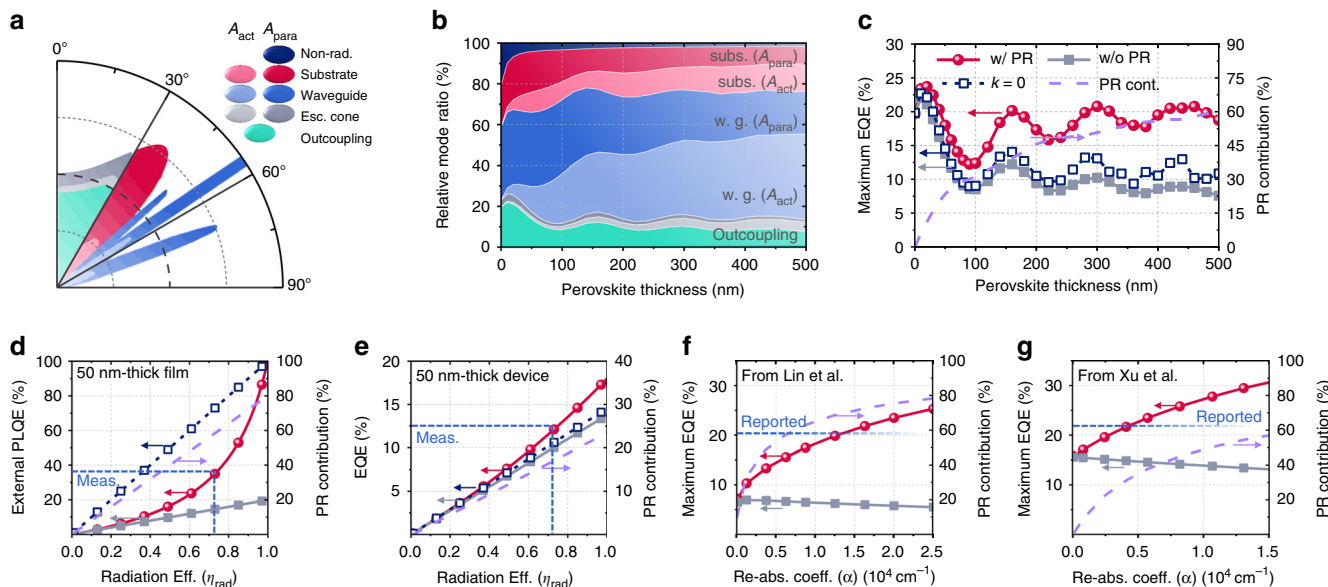 a
A_act A_para
0°
30°
60°
90°
Non-rad.
Substrate
Waveguide
Esc. cone
Outcoupling
b
Relative mode ratio (%)
100
80
60
40
20
0
subs. (A_para)
subs. (A_act)
w. g. (A_para)
w. g. (A_act)
Outcoupling
0 100 200 300 400 500
Perovskite thickness (nm)
c
Maximum EQE (%)
30
25
20
15
10
5
0
w/ PR w/o PR
k = 0 PR cont.
90
75
60
45
30
15
0
PR contribution (%)
0 100 200 300 400 500
Perovskite thickness (nm)
d
50 nm-thick film
External PLQE (%)
100
80
60
40
20
Meas.
100
80
60
40
20
PR contribution (%)
0.0 0.2 0.4 0.6 0.8 1.0
Radiation Eff. (η_rad)
e
50 nm-thick device
EQE (%)
20
15
10
5
Meas.
40
30
20
10
PR contribution (%)
0.0 0.2 0.4 0.6 0.8 1.0
Radiation Eff. (η_rad)
f
From Lin et al.
Maximum EQE (%)
30
20
10
Reported
80
60
40
20
0
PR contribution (%)
0.0 0.5 1.0 1.5 2.0 2.5
Re-abs. coeff. (α) (10⁴ cm⁻¹)
g
From Xu et al.
Maximum EQE (%)
30
20
10
Reported
100
80
60
40
20
0
PR contribution (%)
0.0 0.5 1.0 1.5
Re-abs. coeff. (α) (10⁴ cm⁻¹)